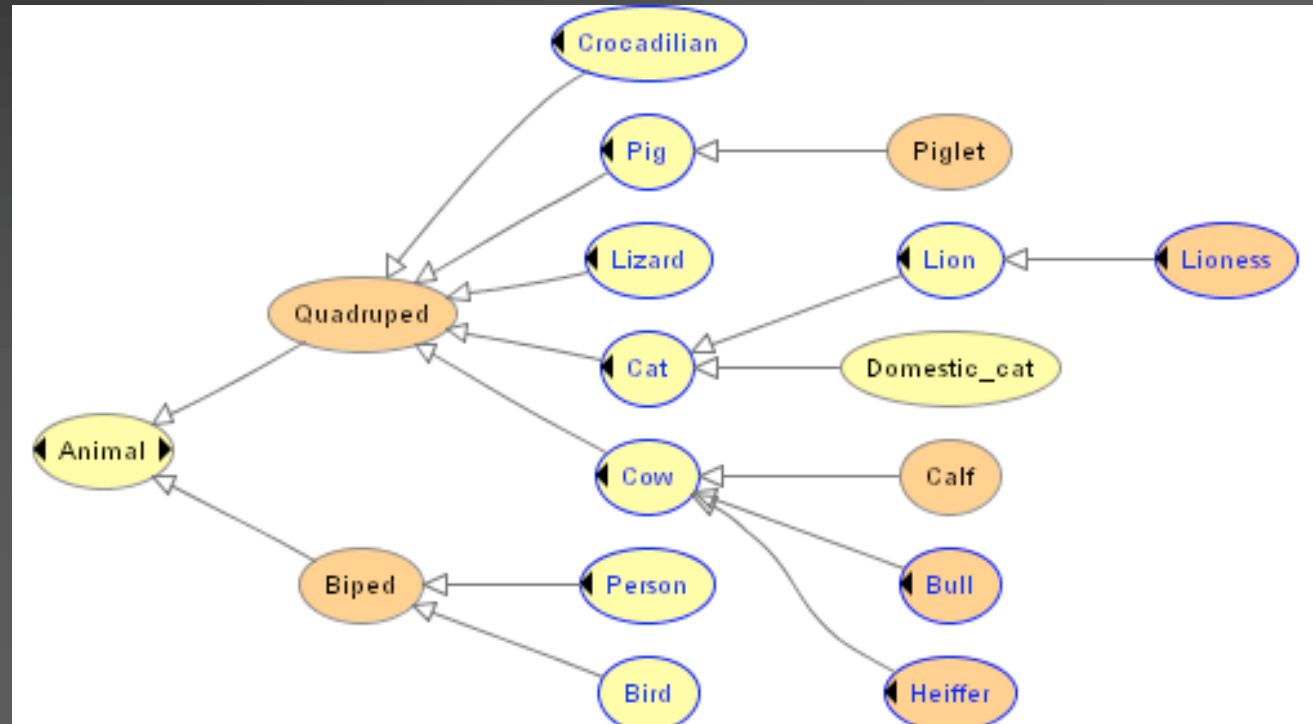 Crocadilian
Pig
Piglet
Lizard
Lion
Lioness
Quadruped
Cat
Domestic_cat
Animal
Cow
Calf
Biped
Person
Bull
Bird
Heiffer